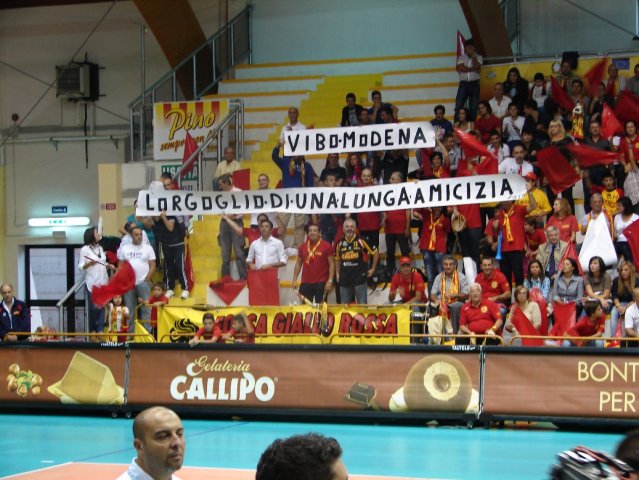 VIBO-MODENA
L'ORGOGLIO DI UNA LUNGA AMICIZIA
Pino
GIALLO ROSSA
Gelateria
CALLIPO
BONT
PER